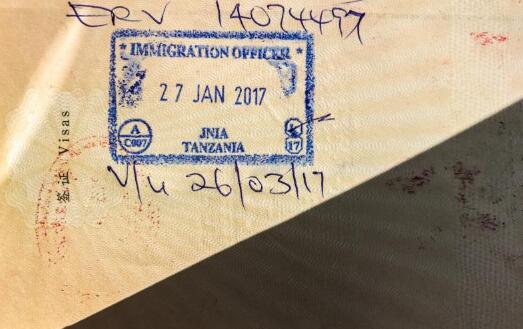 ERV 14074497
* IMMIGRATION OFFICER *
27 JAN 2017
A
C007
JNIA
TANZANIA
17
V/u 26/03/17
签证 Visas